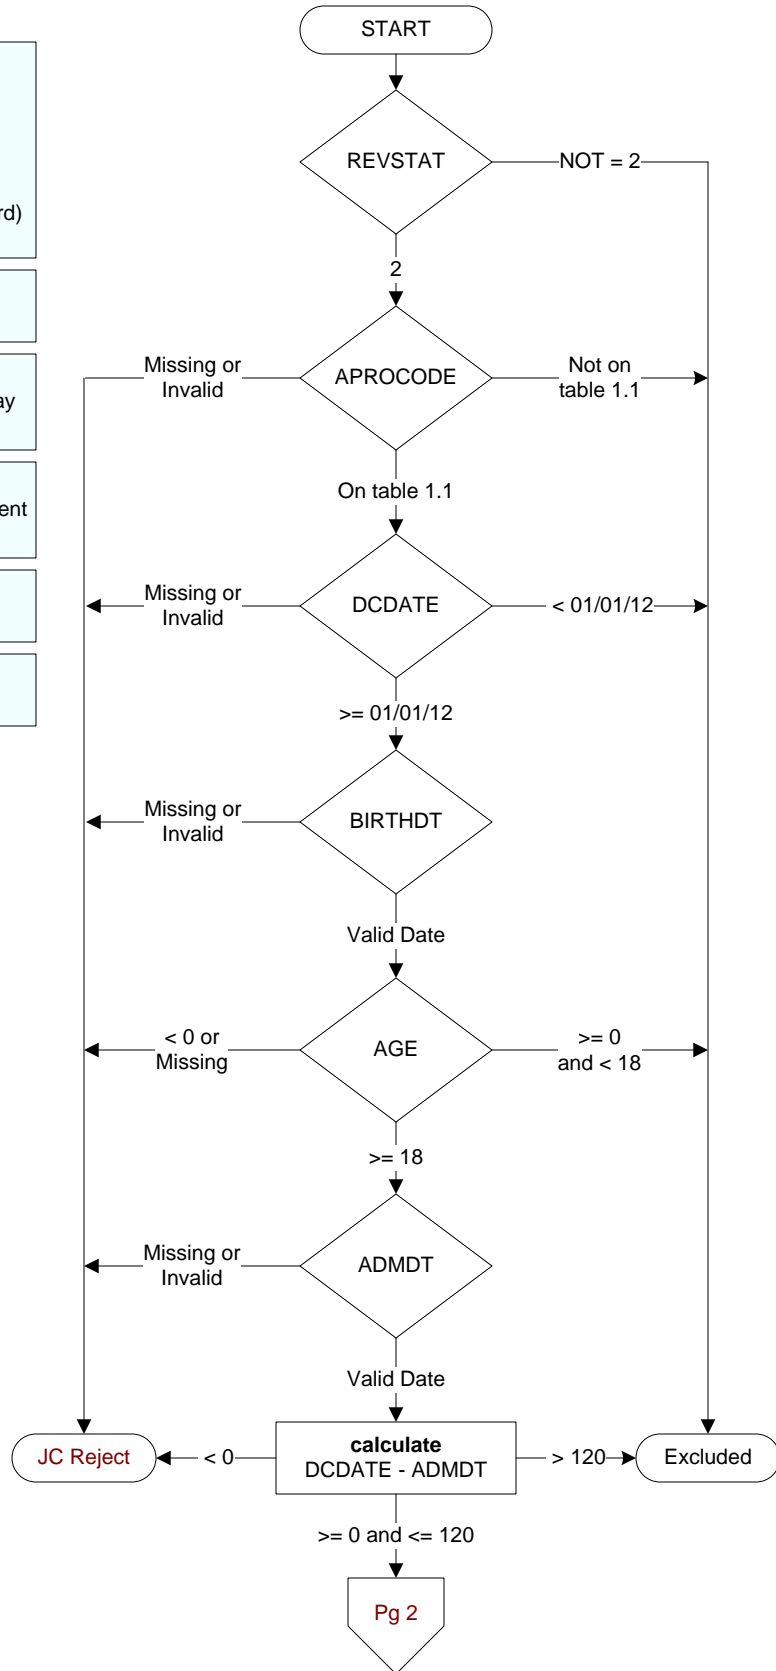 START
REVSTAT
NOT = 2
rd)
2
Missing or
Invalid
APROCODE
Not on
table 1.1
ay
On table 1.1
ent
Missing or
Invalid
DCDATE
< 01/01/12
>= 01/01/12
Missing or
Invalid
BIRTHDT
Valid Date
< 0 or
Missing
AGE
>= 0
and < 18
>= 18
Missing or
Invalid
ADMDT
Valid Date
JC Reject
< 0
calculate
DCDATE - ADMDT
> 120
Excluded
>= 0 and <= 120
Pg 2